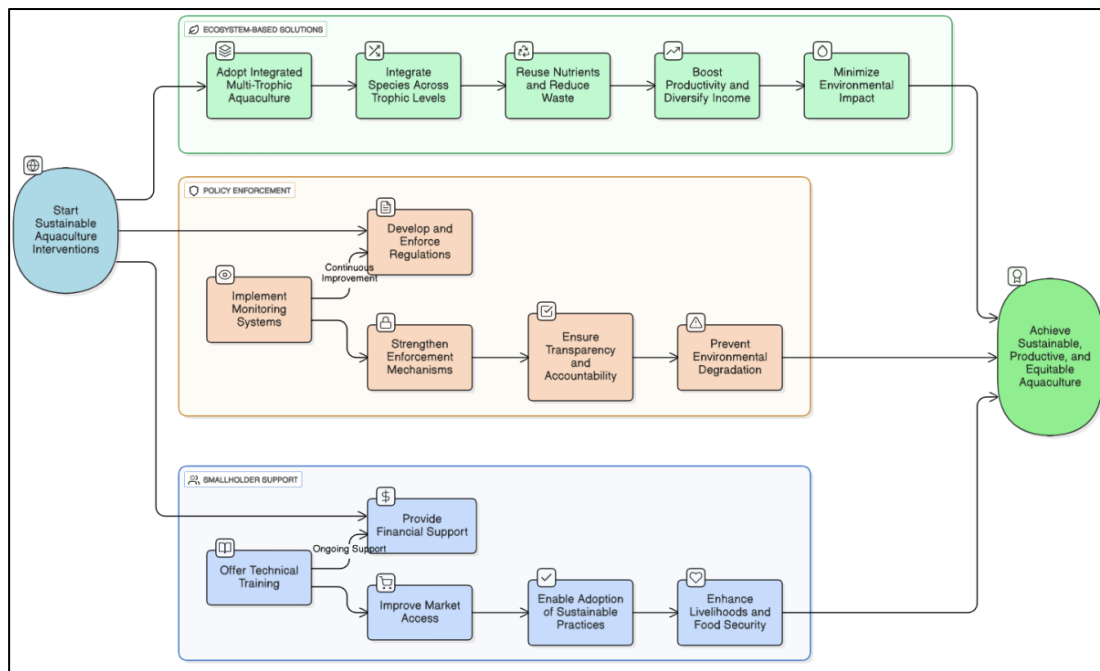 ECOSYSTEM-BASED SOLUTIONS
Adopt Integrated
Multi-Trophic
Aquaculture
Integrate
Species Across
Trophic Levels
Reuse Nutrients
and Reduce
Waste
Boost
Productivity and
Diversify Income
Minimize
Environmental
Impact
Start
Sustainable
Aquaculture
Interventions
POLICY ENFORCEMENT
Develop and
Enforce
Regulations
Continuous
Improvement
Implement
Monitoring
Systems
Strengthen
Enforcement
Mechanisms
Ensure
Transparency
and
Accountability
Prevent
Environmental
Degradation
Achieve
Sustainable,
Productive, and
Equitable
Aquaculture
SMALLHOLDER SUPPORT
Provide
Financial Support
Ongoing Support
Offer Technical
Training
Improve Market
Access
Enable Adoption
of Sustainable
Practices
Enhance
Livelihoods and
Food Security